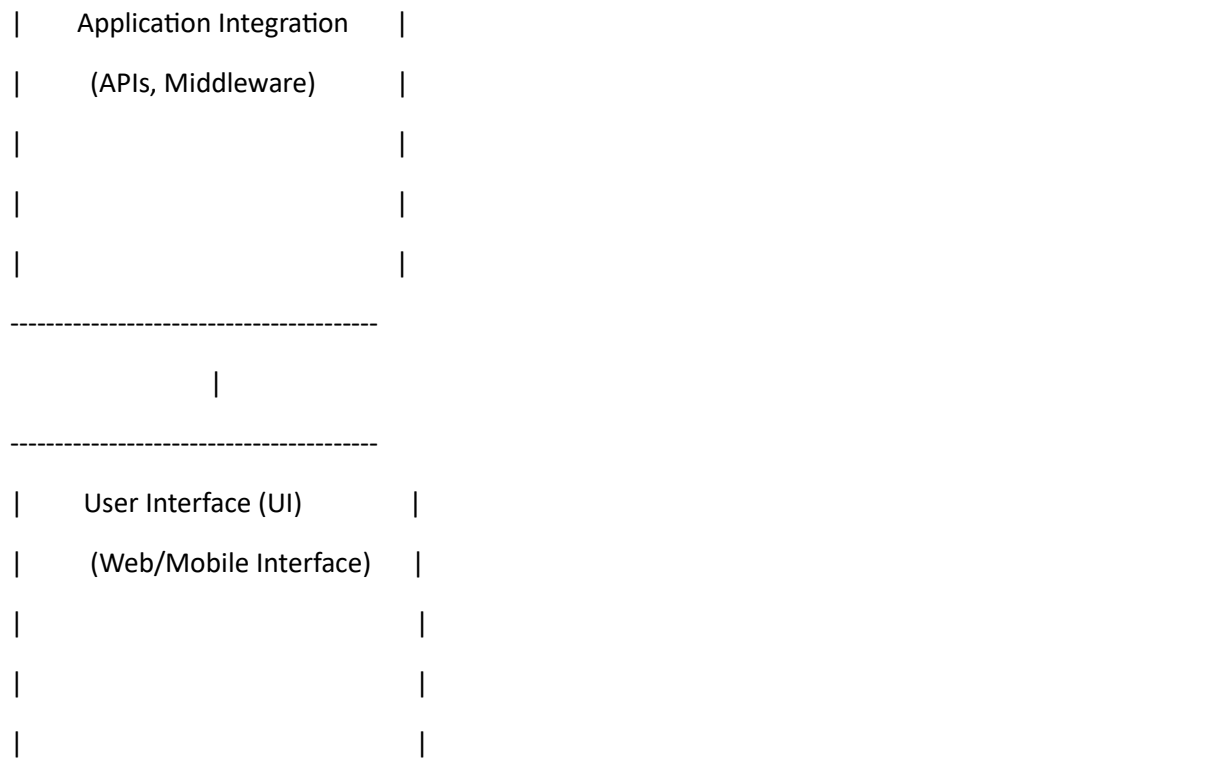 | Application Integration |
| (APIs, Middleware) |
| |
| |
| |
-----------------------------------------
|
-----------------------------------------
| User Interface (UI) |
| (Web/Mobile Interface) |
| |
| |
| |